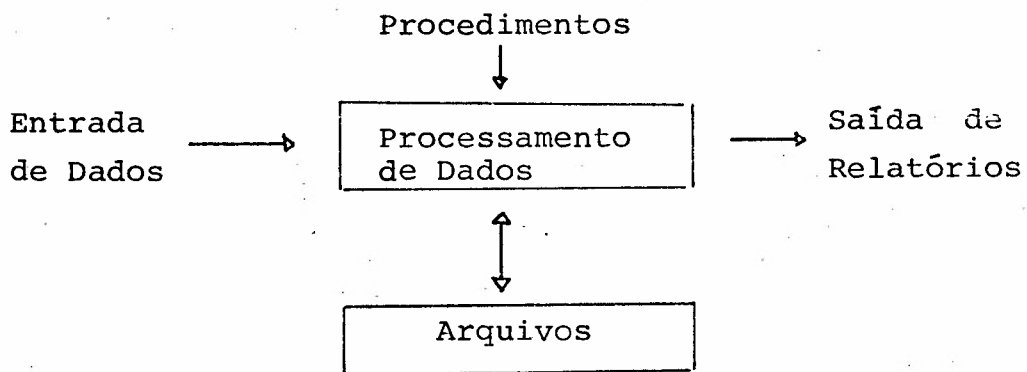 Procedimentos
Entrada
de Dados
Processamento
de Dados
Saída de
Relatórios
Arquivos